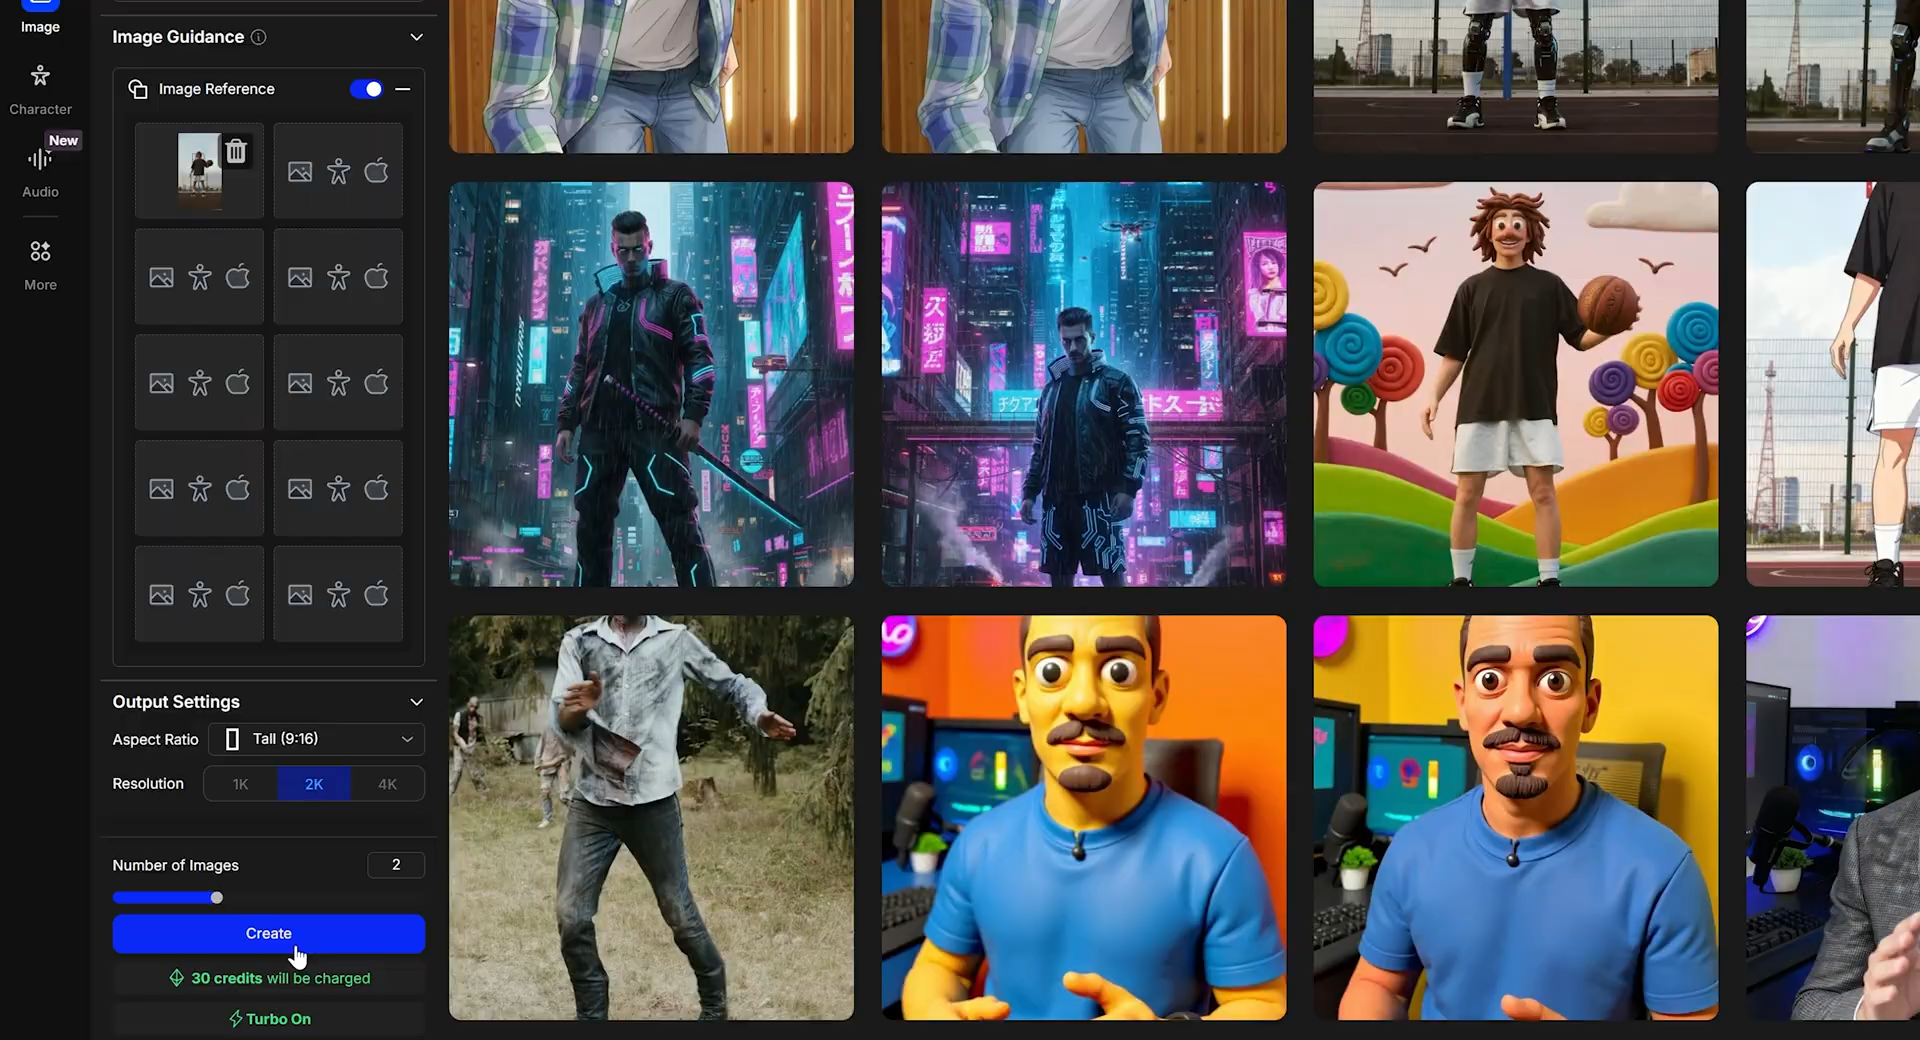 Image
Character
New
Audio
More
Image Guidance
Image Reference
Output Settings
Aspect Ratio
Tall (9:16)
Resolution
1K
2K
4K
Number of Images
2
Create
30 credits will be charged
Turbo On